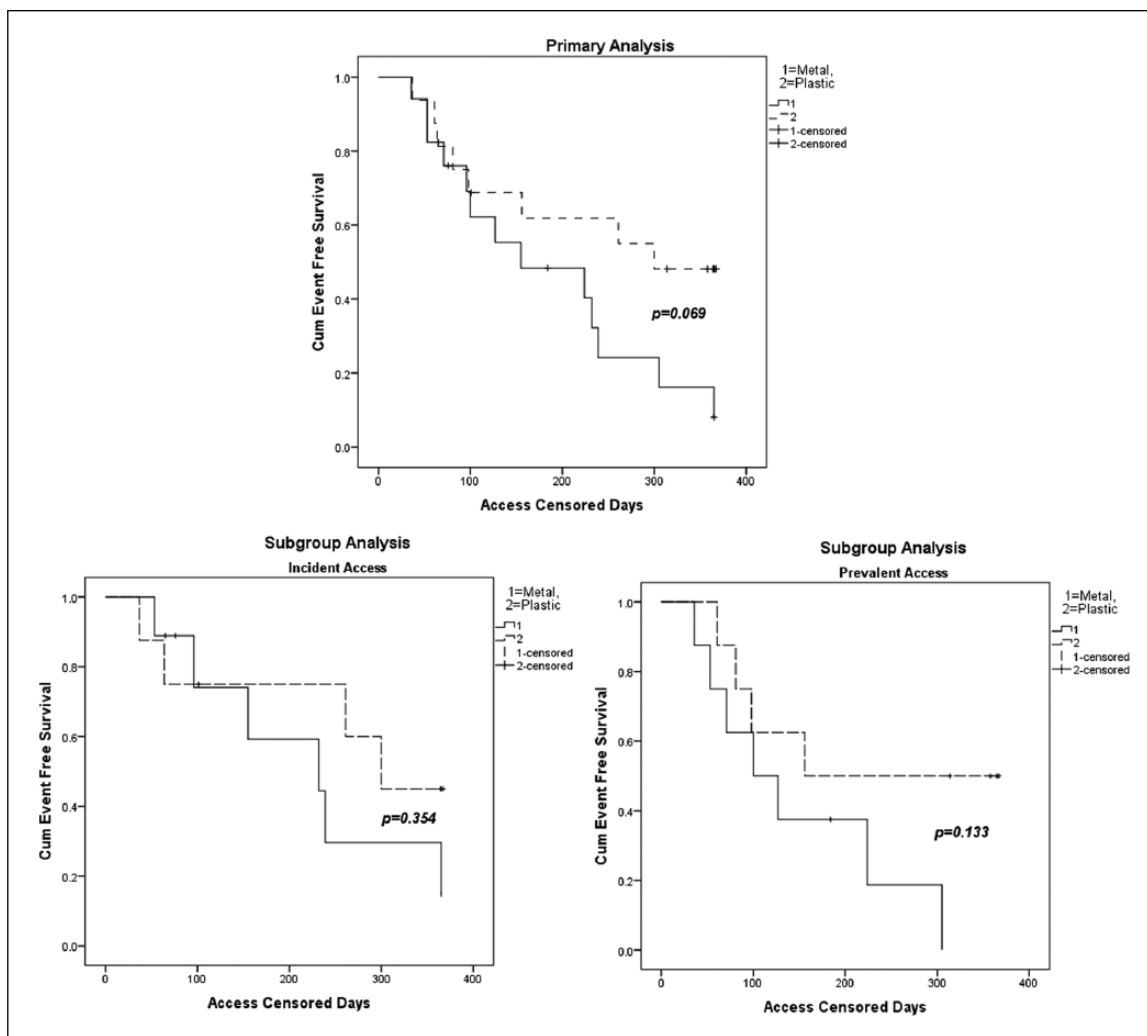 Primary Analysis
1=Metal,
2=Plastic
1
2
1-censored
2-censored
1.0
0.8
0.6
0.4
0.2
0.0
Cum Event Free Survival
p=0.069
0 100 200 300 400
Access Censored Days
Subgroup Analysis
Incident Access
1=Metal,
2=Plastic
1
2
1-censored
2-censored
1.0
0.8
0.6
0.4
0.2
0.0
Cum Event Free Survival
p=0.354
0 100 200 300 400
Access Censored Days
Subgroup Analysis
Prevalent Access
1=Metal,
2=Plastic
1
2
1-censored
2-censored
1.0
0.8
0.6
0.4
0.2
0.0
Cum Event Free Survival
p=0.133
0 100 200 300 400
Access Censored Days